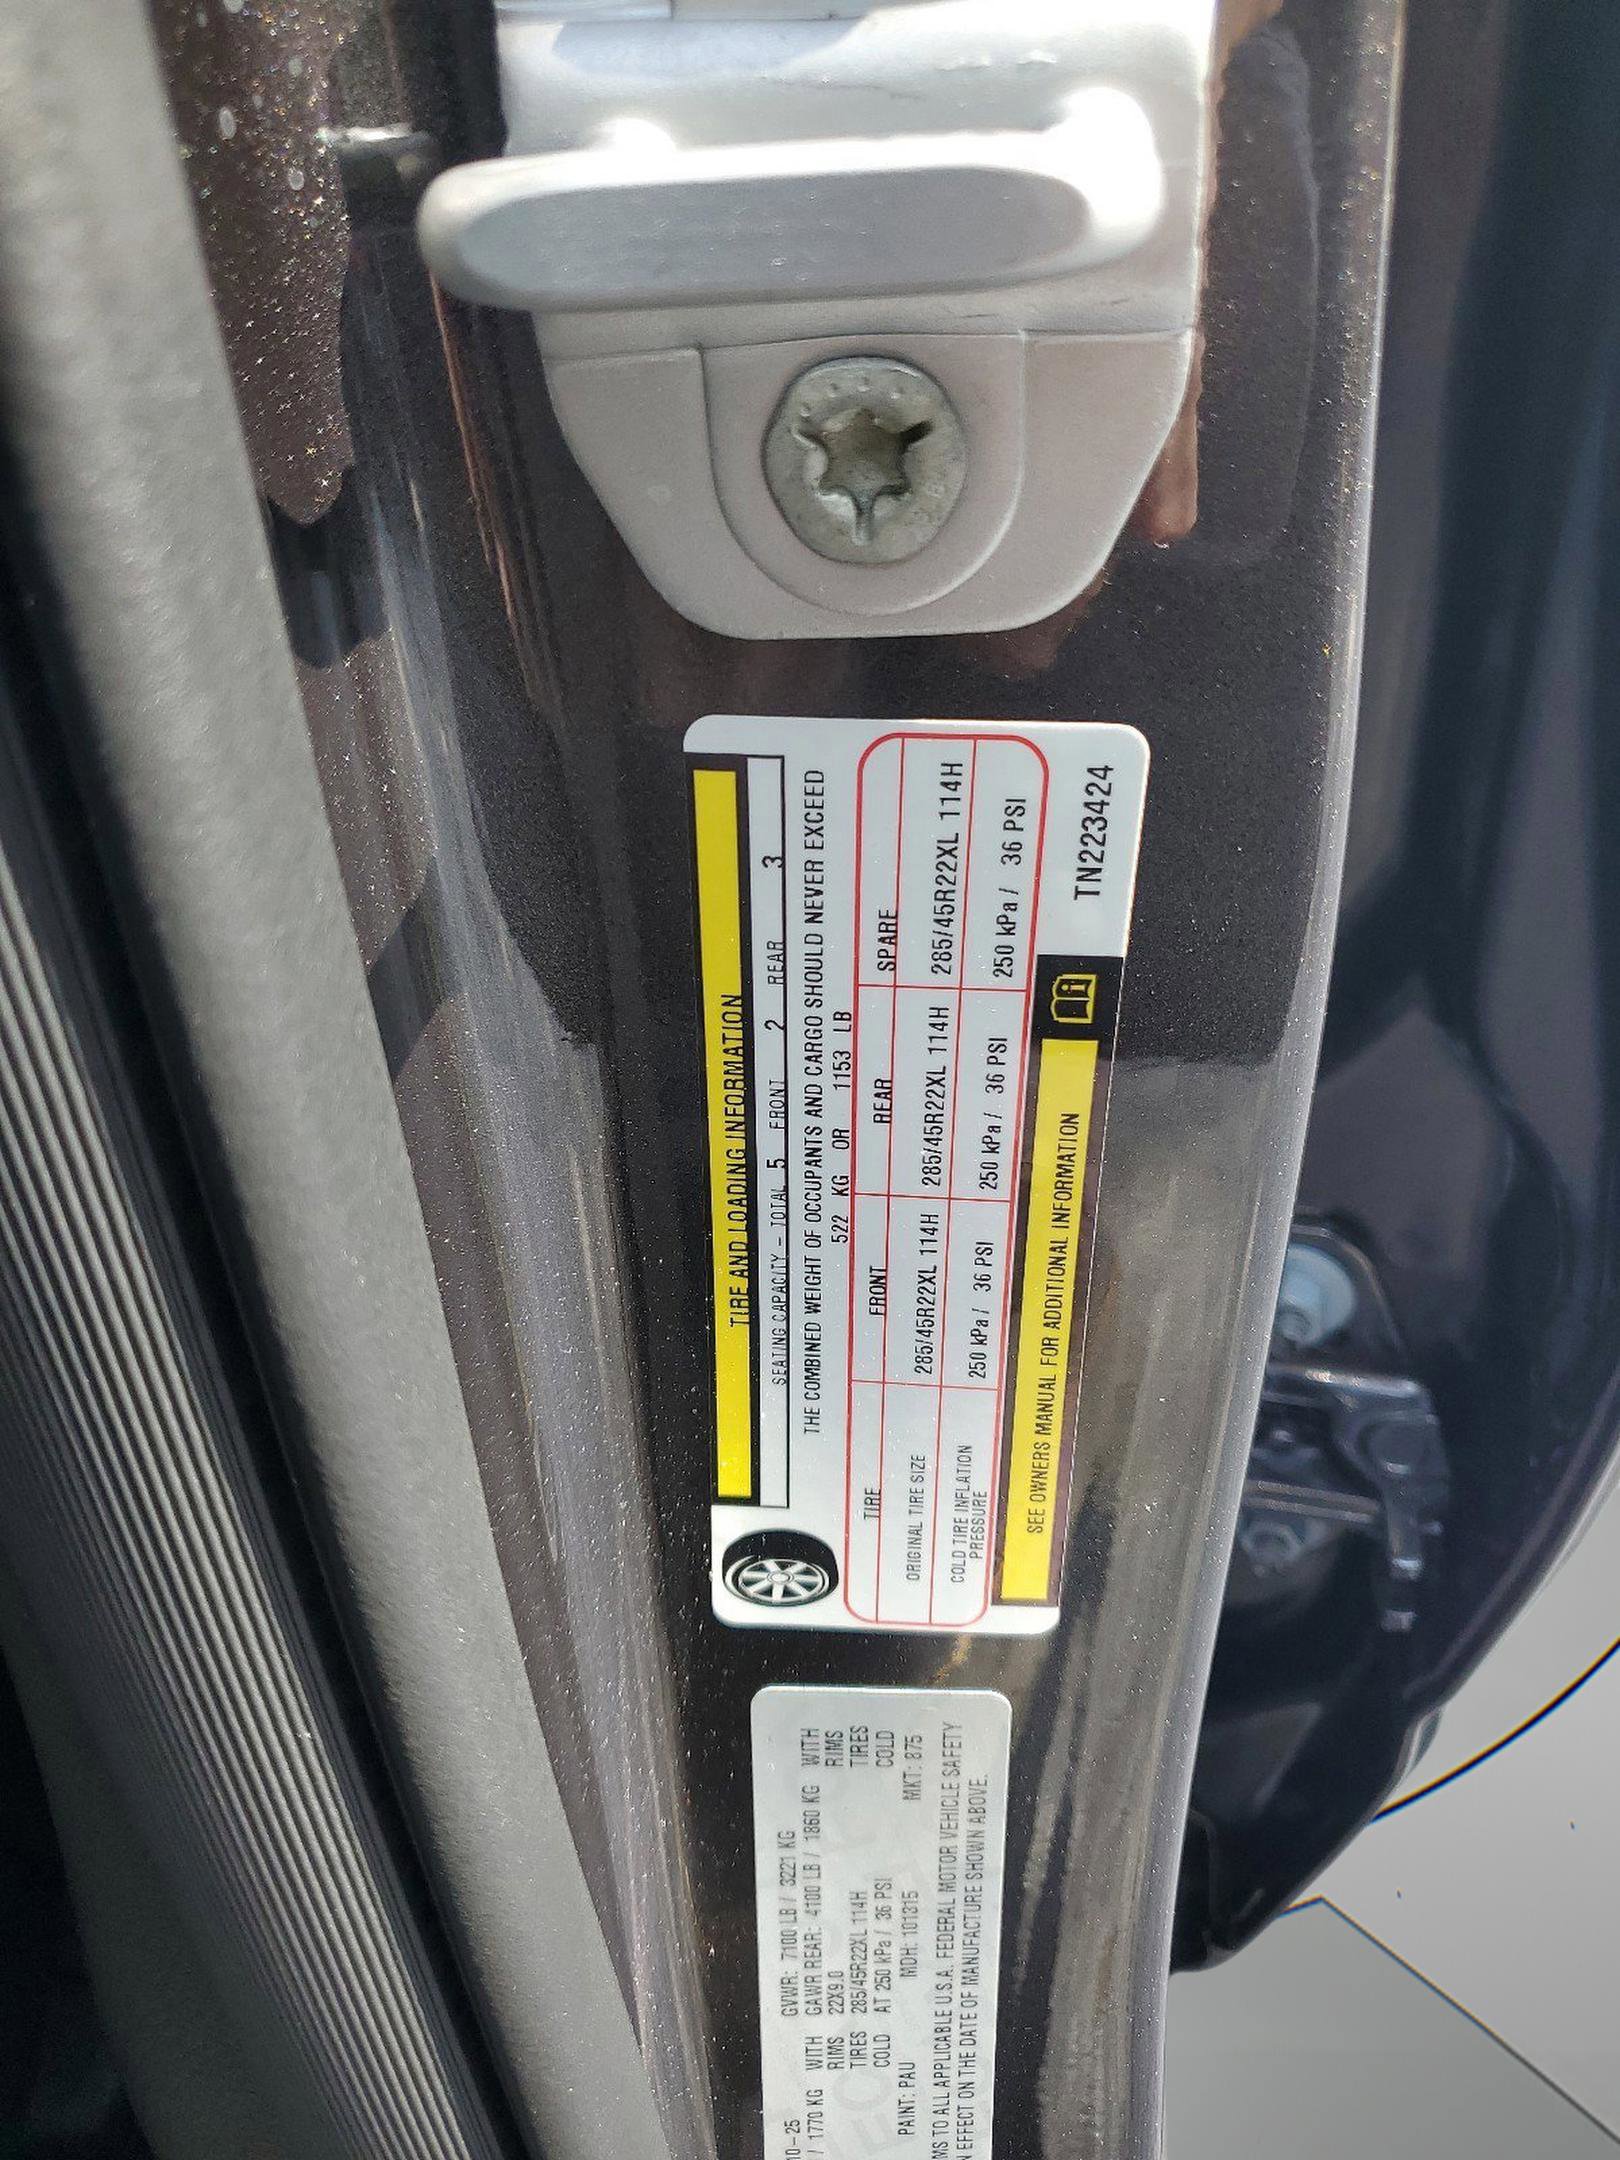 TIRE AND LOADING INFORMATION
SEATING CAPACITY - TOTAL 5 FRONT 2 REAR 3
THE COMBINED WEIGHT OF OCCUPANTS AND CARGO SHOULD NEVER EXCEED
522 KG OR 1153 LB
TIRE FRONT REAR SPARE
ORIGINAL TIRE SIZE 285/45R22XL 114H 285/45R22XL 114H 285/45R22XL 114H
COLD TIRE INFLATION
PRESSURE 250 kPa / 36 PSI 250 kPa / 36 PSI 250 kPa / 36 PSI
SEE OWNERS MANUAL FOR ADDITIONAL INFORMATION
TN223424
10-25 GVWR: 7100 LB / 3221 KG
/ 1770 KG WITH GAWR REAR: 4100 LB / 1860 KG WITH
RIMS 22X9.0 RIMS
TIRES 285/45R22XL 114H TIRES
COLD AT 250 kPa / 36 PSI COLD
PAINT: PAU MDH: 101315 MKT: 875
MS TO ALL APPLICABLE U.S.A. FEDERAL MOTOR VEHICLE SAFETY
N EFFECT ON THE DATE OF MANUFACTURE SHOWN ABOVE.